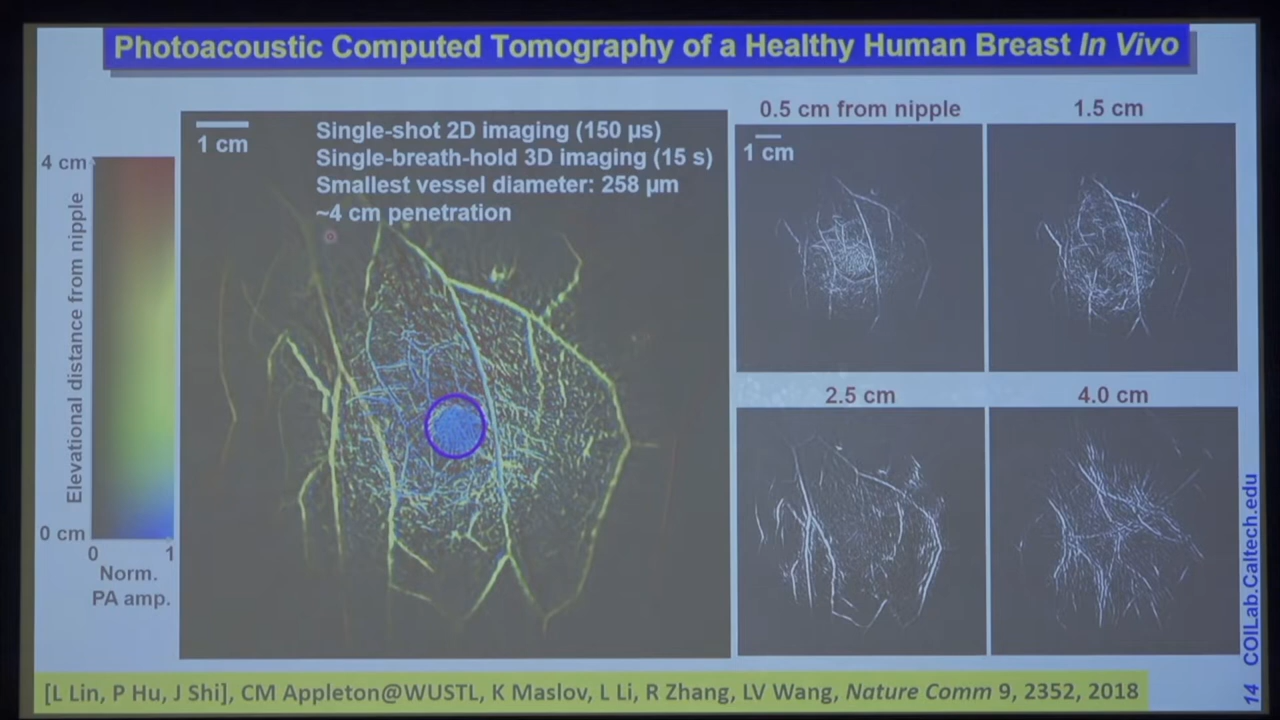 Photoacoustic Computed Tomography of a Healthy Human Breast In Vivo
4 cm
Elevational distance from nipple
0 cm
0
1
Norm.
PA amp.
1 cm
Single-shot 2D imaging (150 µs)
Single-breath-hold 3D imaging (15 s)
Smallest vessel diameter: 258 µm
~4 cm penetration
0.5 cm from nipple
1 cm
1.5 cm
2.5 cm
4.0 cm
14 COILab.Caltech.edu
[L Lin, P Hu, J Shi], CM Appleton@WUSTL, K Maslov, L Li, R Zhang, LV Wang, Nature Comm 9, 2352, 2018